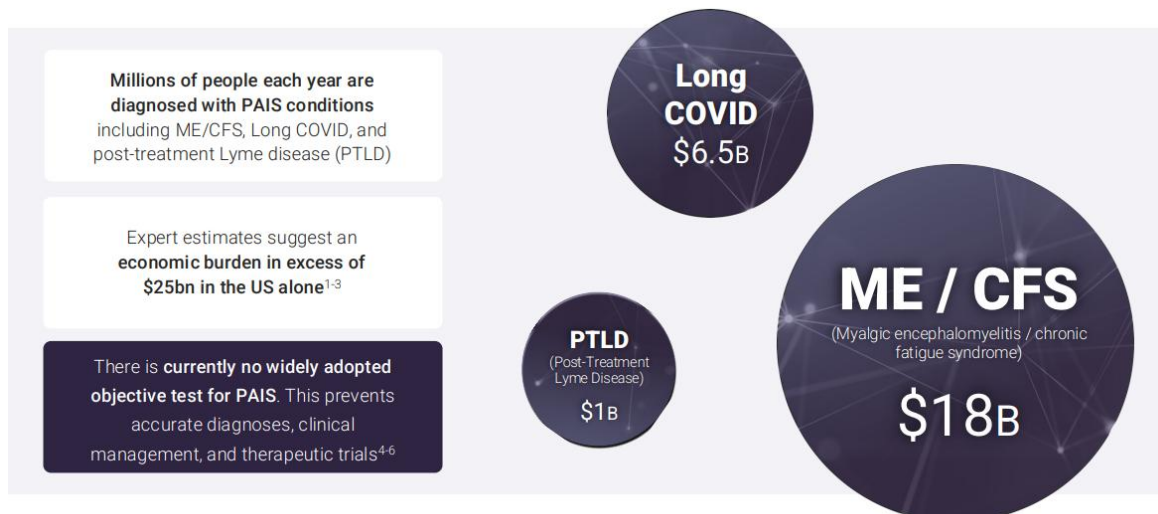 Millions of people each year are
diagnosed with PAIS conditions
including ME/CFS, Long COVID, and
post-treatment Lyme disease (PTLD)
Expert estimates suggest an
economic burden in excess of
$25bn in the US alone1-3
There is currently no widely adopted
objective test for PAIS. This prevents
accurate diagnoses, clinical
management, and therapeutic trials4-6
Long
COVID
$6.5B
PTLD
(Post-Treatment
Lyme Disease)
$1B
ME / CFS
(Myalgic encephalomyelitis / chronic
fatigue syndrome)
$18B